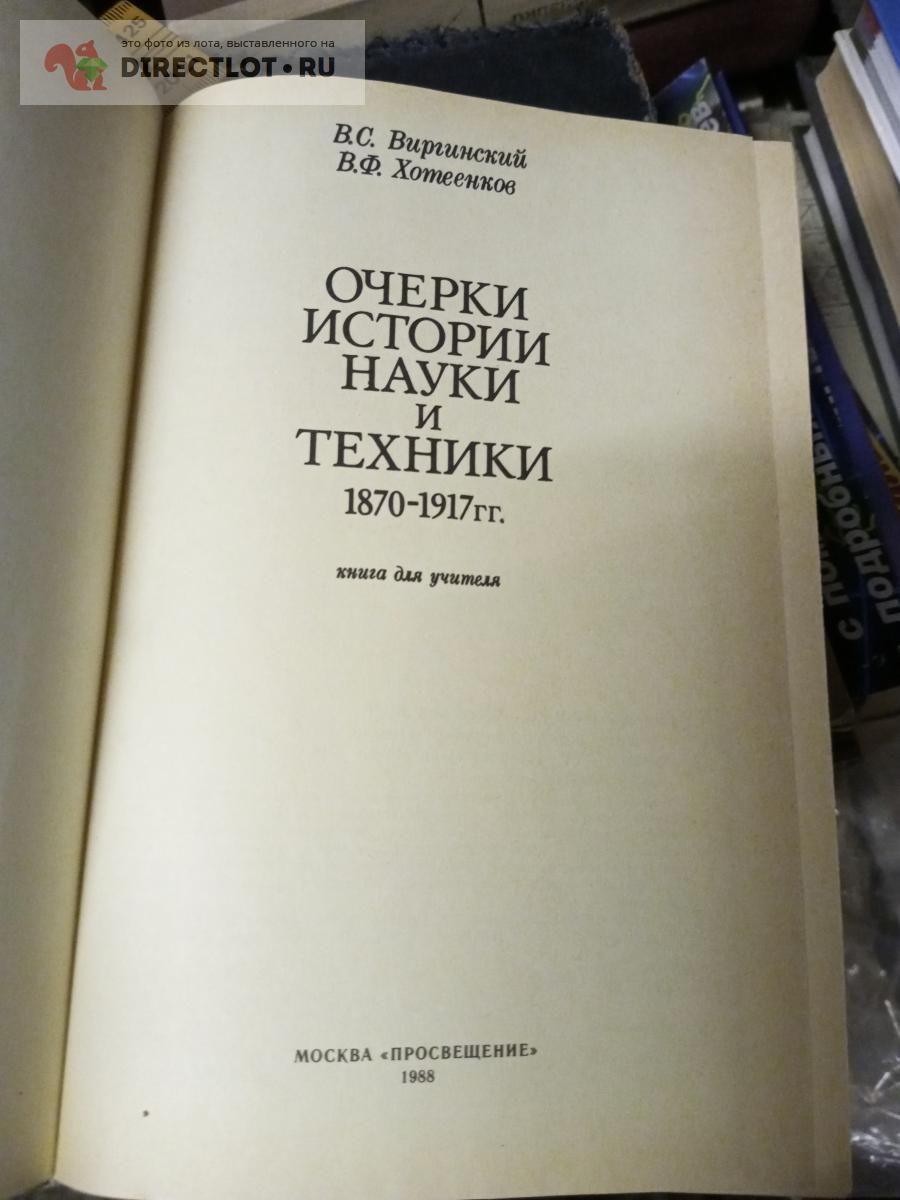 это фото из лота, выставленного на
DIRECTLOT.RU
В.С. Виргинский
В.Ф. Хотеенков
ОЧЕРКИ
ИСТОРИИ
НАУКИ
И
ТЕХНИКИ
1870-1917гг.
книга для учителя
МОСКВА «ПРОСВЕЩЕНИЕ»
1988
подробны